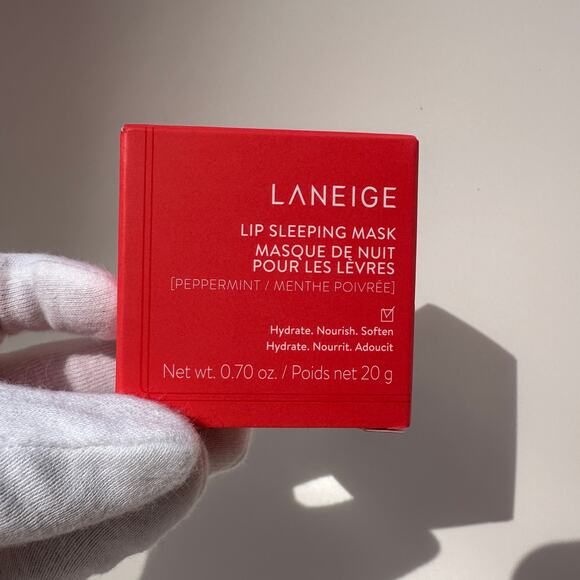 LANEIGE
LIP SLEEPING MASK
MASQUE DE NUIT
POUR LES LÈVRES
[PEPPERMINT / MENTHE POIVRÉE]
Hydrate. Nourish. Soften
Hydrate. Nourrit. Adoucit
Net wt. 0.70 oz. / Poids net 20 g